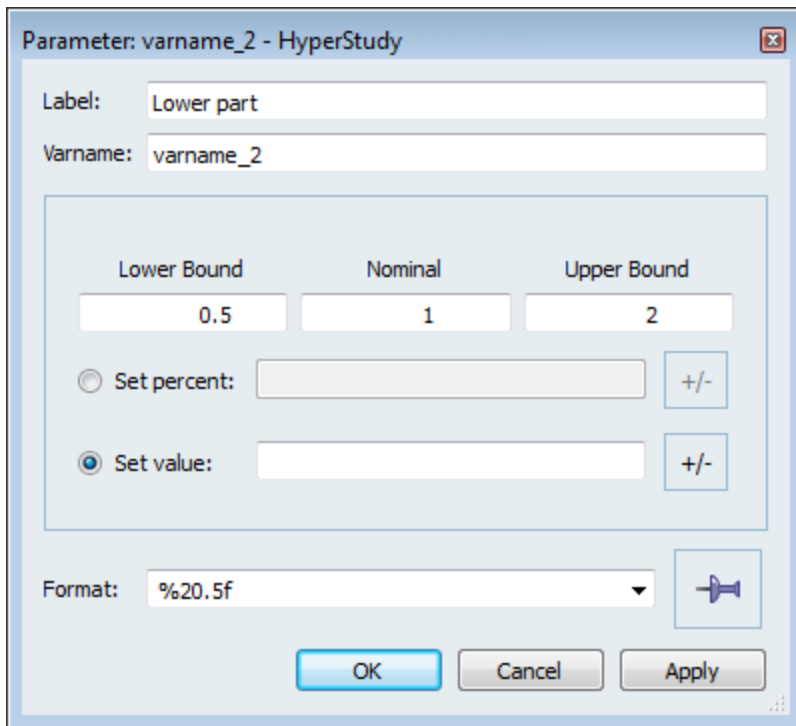 Parameter: varname_2 - HyperStudy
Label: Lower part
Varname: varname_2
Lower Bound Nominal Upper Bound
0.5 1 2
Set percent: +/-
Set value: +/-
Format: %20.5f
OK Cancel Apply